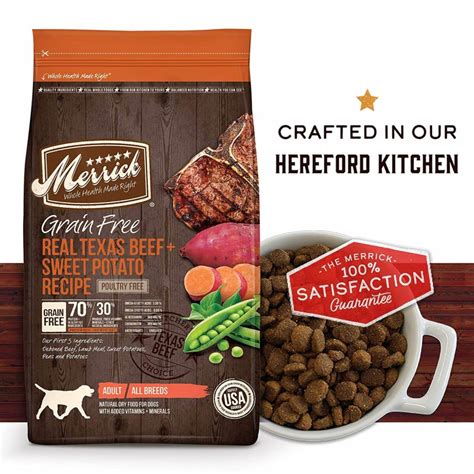 Whole Health Made Right™
Merrick
Whole Health Made Right
Grain Free
REAL TEXAS BEEF +
SWEET POTATO
RECIPE
POULTRY FREE
GRAIN
FREE
70%
30%
Our First 5 Ingredients:
Deboned Beef, Lamb Meal, Sweet Potatoes,
Peas and Potatoes
TEXAS
BEEF
CHOICE
USA
ADULT / ALL BREEDS
NATURAL DRY FOOD FOR DOGS
WITH ADDED VITAMINS + MINERALS
CRAFTED IN OUR
HEREFORD KITCHEN
THE MERRICK
100%
SATISFACTION
Guarantee